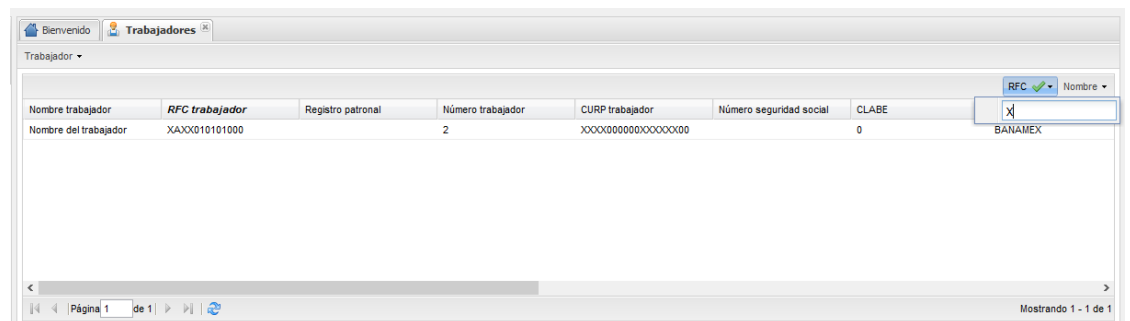 Bienvenido Trabajadores
Trabajador
RFC Nombre
Nombre trabajador RFC trabajador Registro patronal Número trabajador CURP trabajador Número seguridad social CLABE
X
Nombre del trabajador XAXX010101000 2 XXXX000000XXXXXX00 0 BANAMEX
Página 1 de 1 Mostrando 1 - 1 de 1